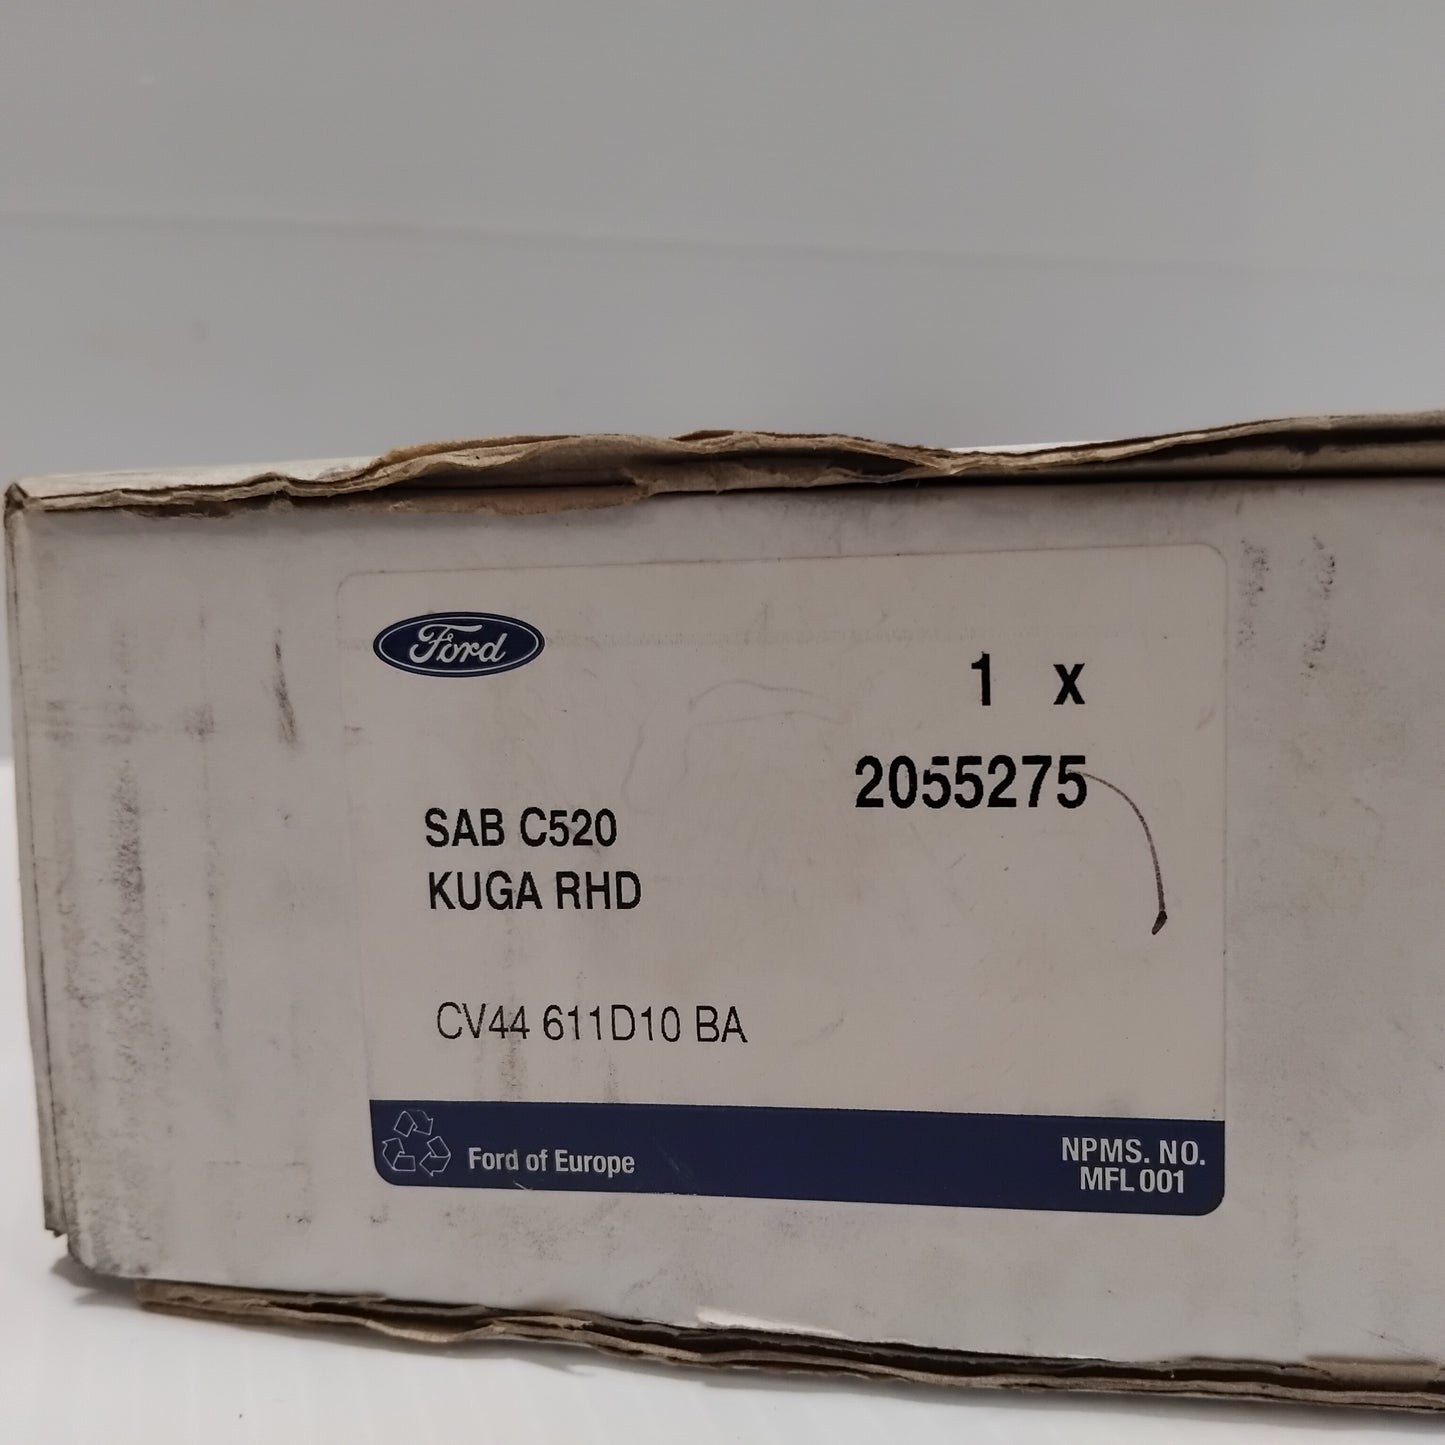 Ford
1 x
2055275
SAB C520
KUGA RHD
CV44 611D10 BA
Ford of Europe
NPMS. NO.
MFL 001